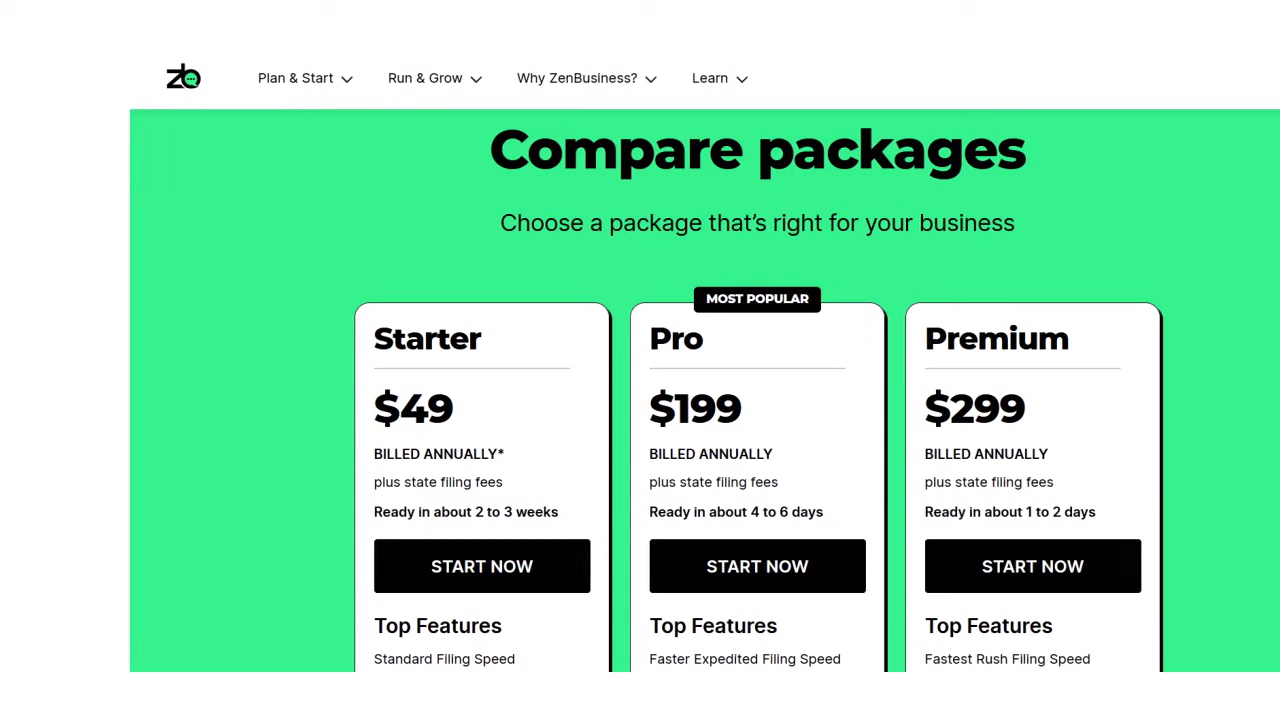 zb
Plan & Start
Run & Grow
Why ZenBusiness?
Learn
Compare packages
Choose a package that’s right for your business
MOST POPULAR
Starter
$49
BILLED ANNUALLY*
plus state filing fees
Ready in about 2 to 3 weeks
START NOW
Top Features
Standard Filing Speed
Pro
$199
BILLED ANNUALLY
plus state filing fees
Ready in about 4 to 6 days
START NOW
Top Features
Faster Expedited Filing Speed
Premium
$299
BILLED ANNUALLY
plus state filing fees
Ready in about 1 to 2 days
START NOW
Top Features
Fastest Rush Filing Speed